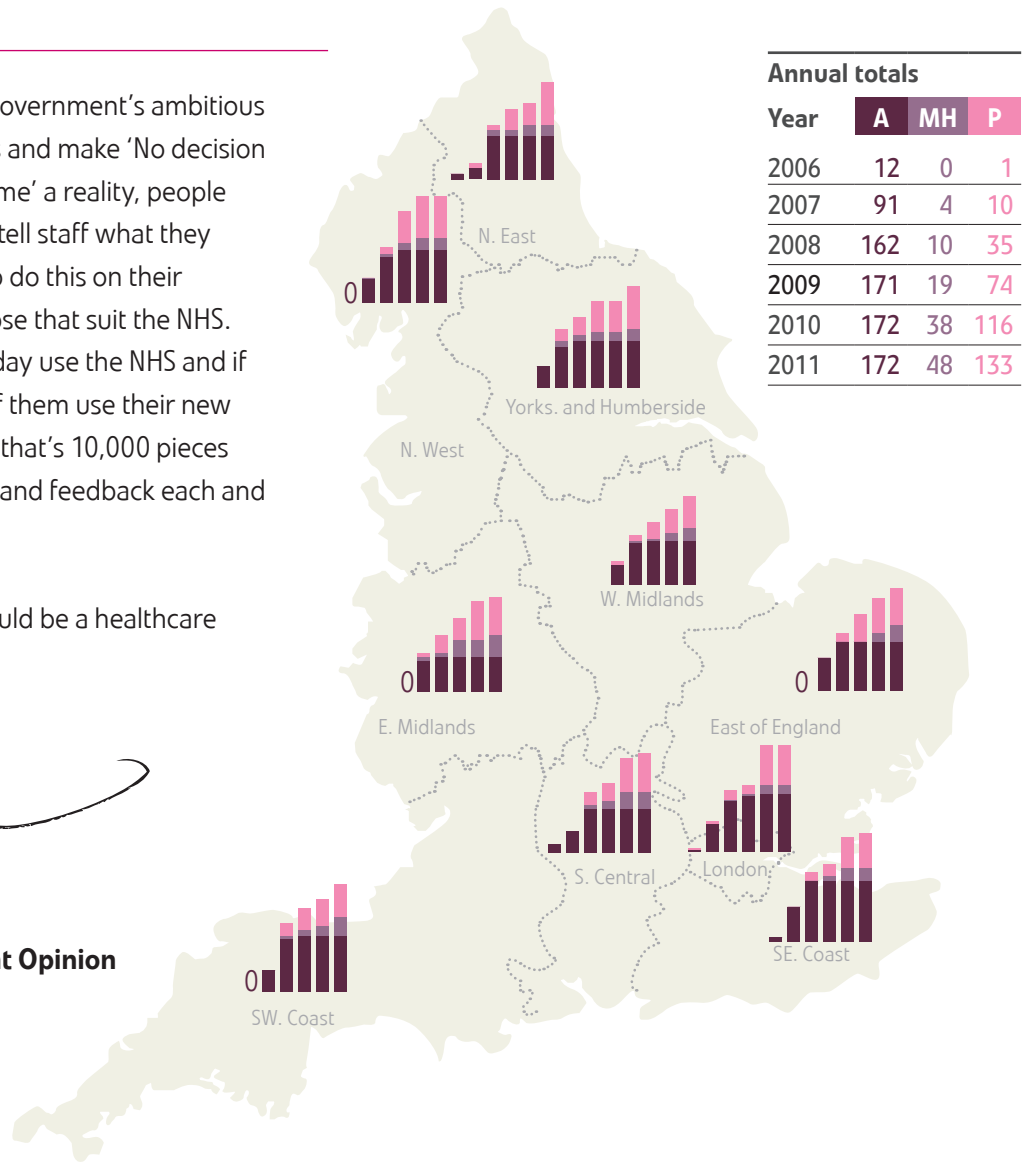 overnment's ambitious
and make 'No decision
me' a reality, people
tell staff what they
do this on their
ose that suit the NHS.
day use the NHS and if
f them use their new
that's 10,000 pieces
and feedback each and
uld be a healthcare
t Opinion
Annual totals
Year A MH P
2006 12 0 1
2007 91 4 10
2008 162 10 35
2009 171 19 74
2010 172 38 116
2011 172 48 133
N. East
0
Yorks. and Humberside
N. West
W. Midlands
0
E. Midlands
0
East of England
S. Central
London
SE. Coast
0
SW. Coast